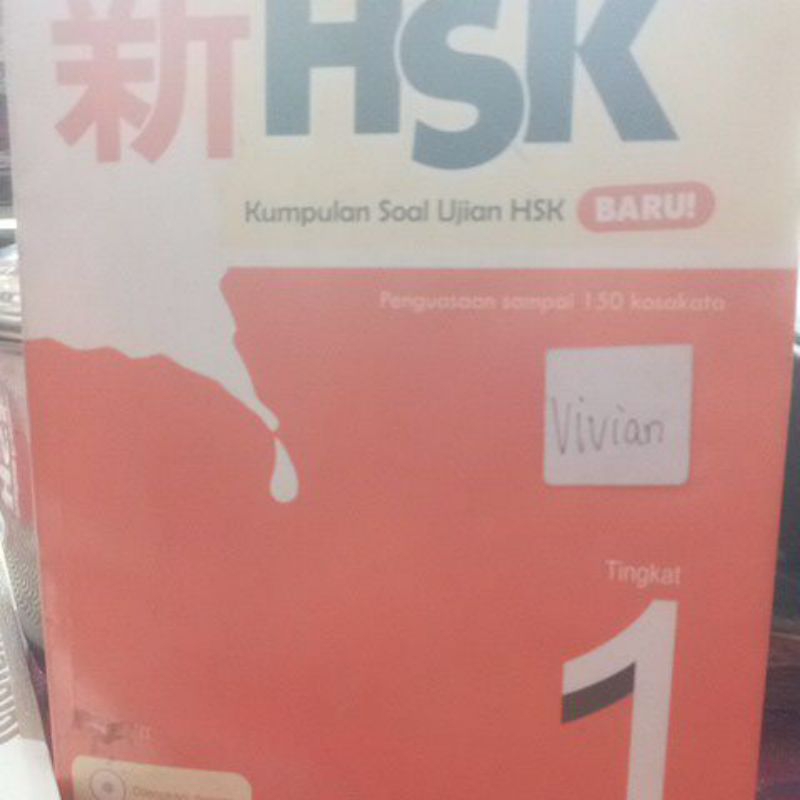 新HSK
Kumpulan Soal Ujian HSK BARU!
Penguasaan sampai 150 kosakata
Vivian
Tingkat
1